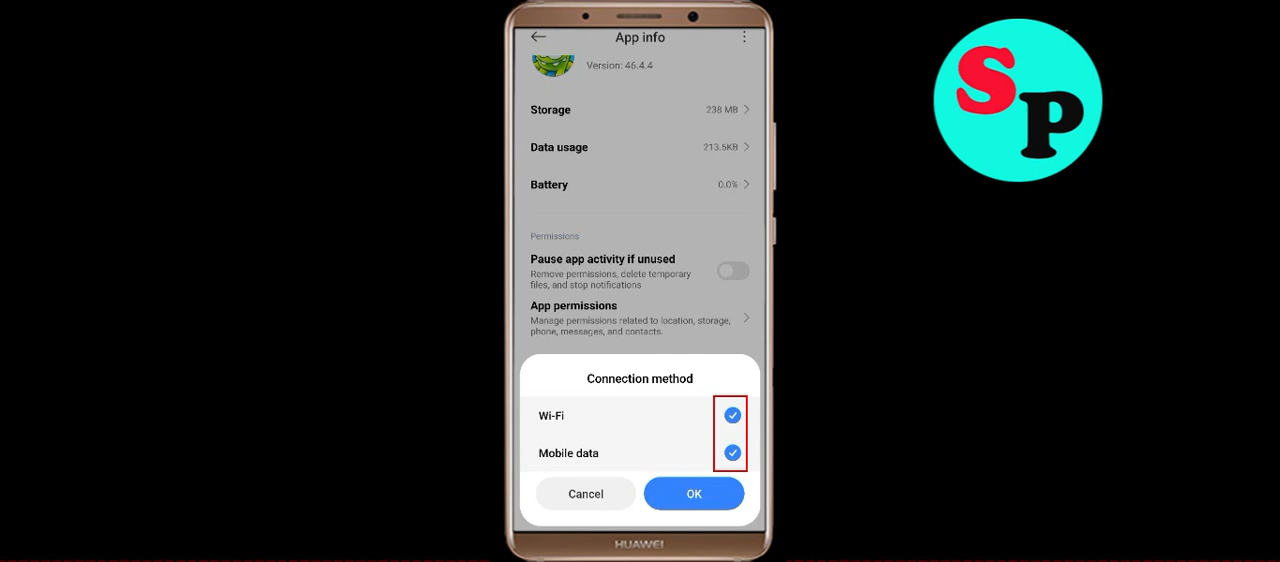 App info
Version: 46.4.4
Storage 238 MB
Data usage 213.5KB
Battery 0.0%
Permissions
Pause app activity if unused
Remove permissions, delete temporary
files, and stop notifications
App permissions
Manage permissions related to location, storage,
phone, messages, and contacts.
Connection method
Wi-Fi
Mobile data
Cancel OK
HUAWEI
SP